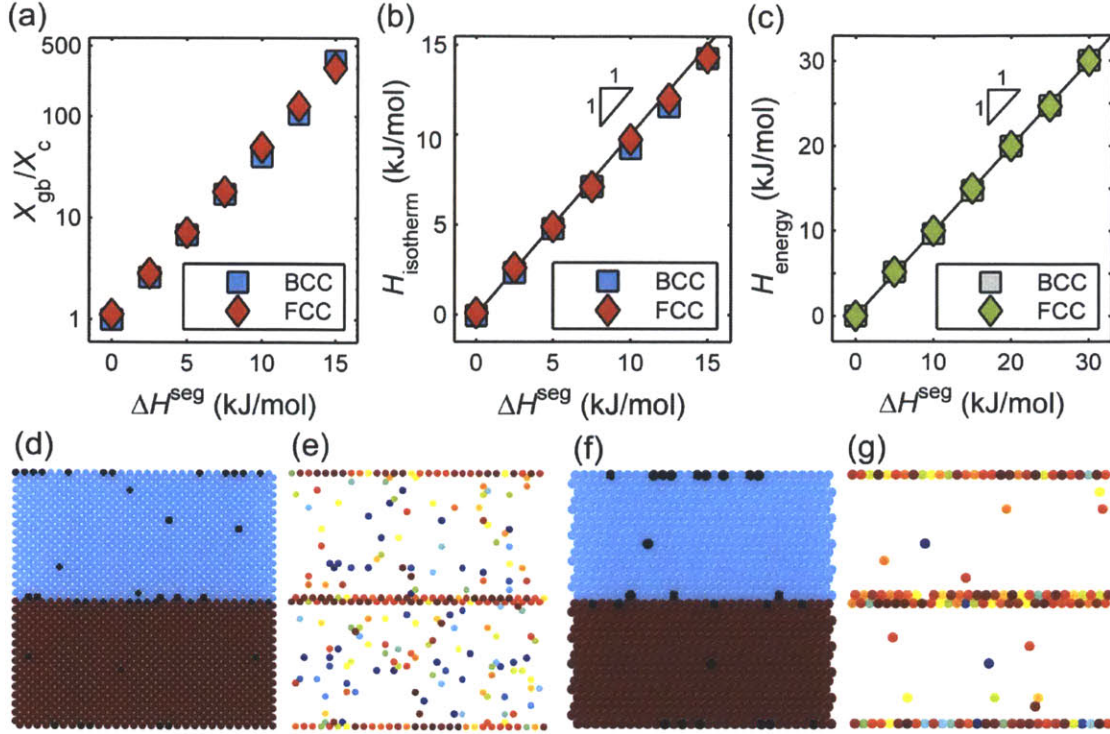 (a)
500
100
10
1
X_gb/X_c
0 5 10 15
ΔH^seg (kJ/mol)
BCC
FCC
(b)
15
10
5
0
H_isotherm (kJ/mol)
1
1
0 5 10 15
ΔH^seg (kJ/mol)
BCC
FCC
(c)
30
20
10
0
H_energy (kJ/mol)
1
1
0 10 20 30
ΔH^seg (kJ/mol)
BCC
FCC
(d)
(e)
(f)
(g)